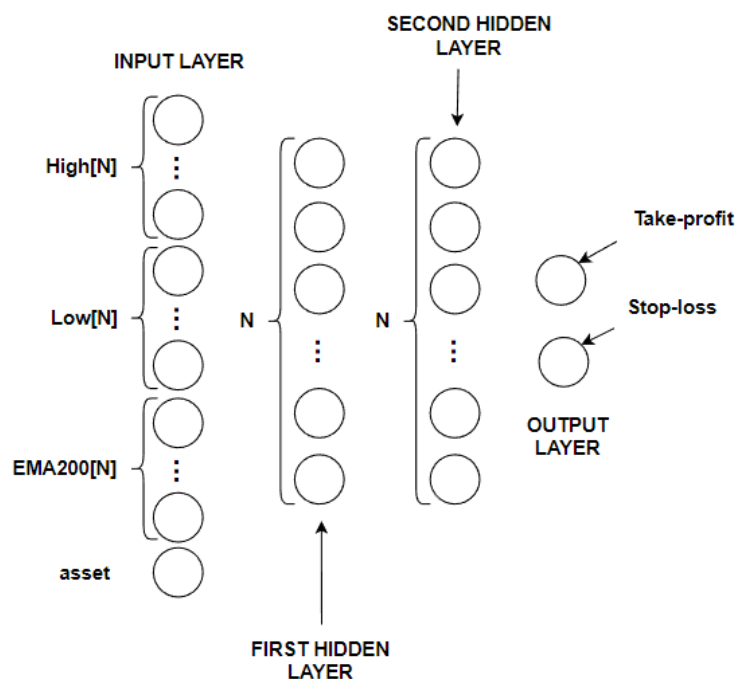 SECOND HIDDEN
LAYER
INPUT LAYER
High[N]
Low[N]
EMA200[N]
asset
N
N
Take-profit
Stop-loss
OUTPUT
LAYER
FIRST HIDDEN
LAYER